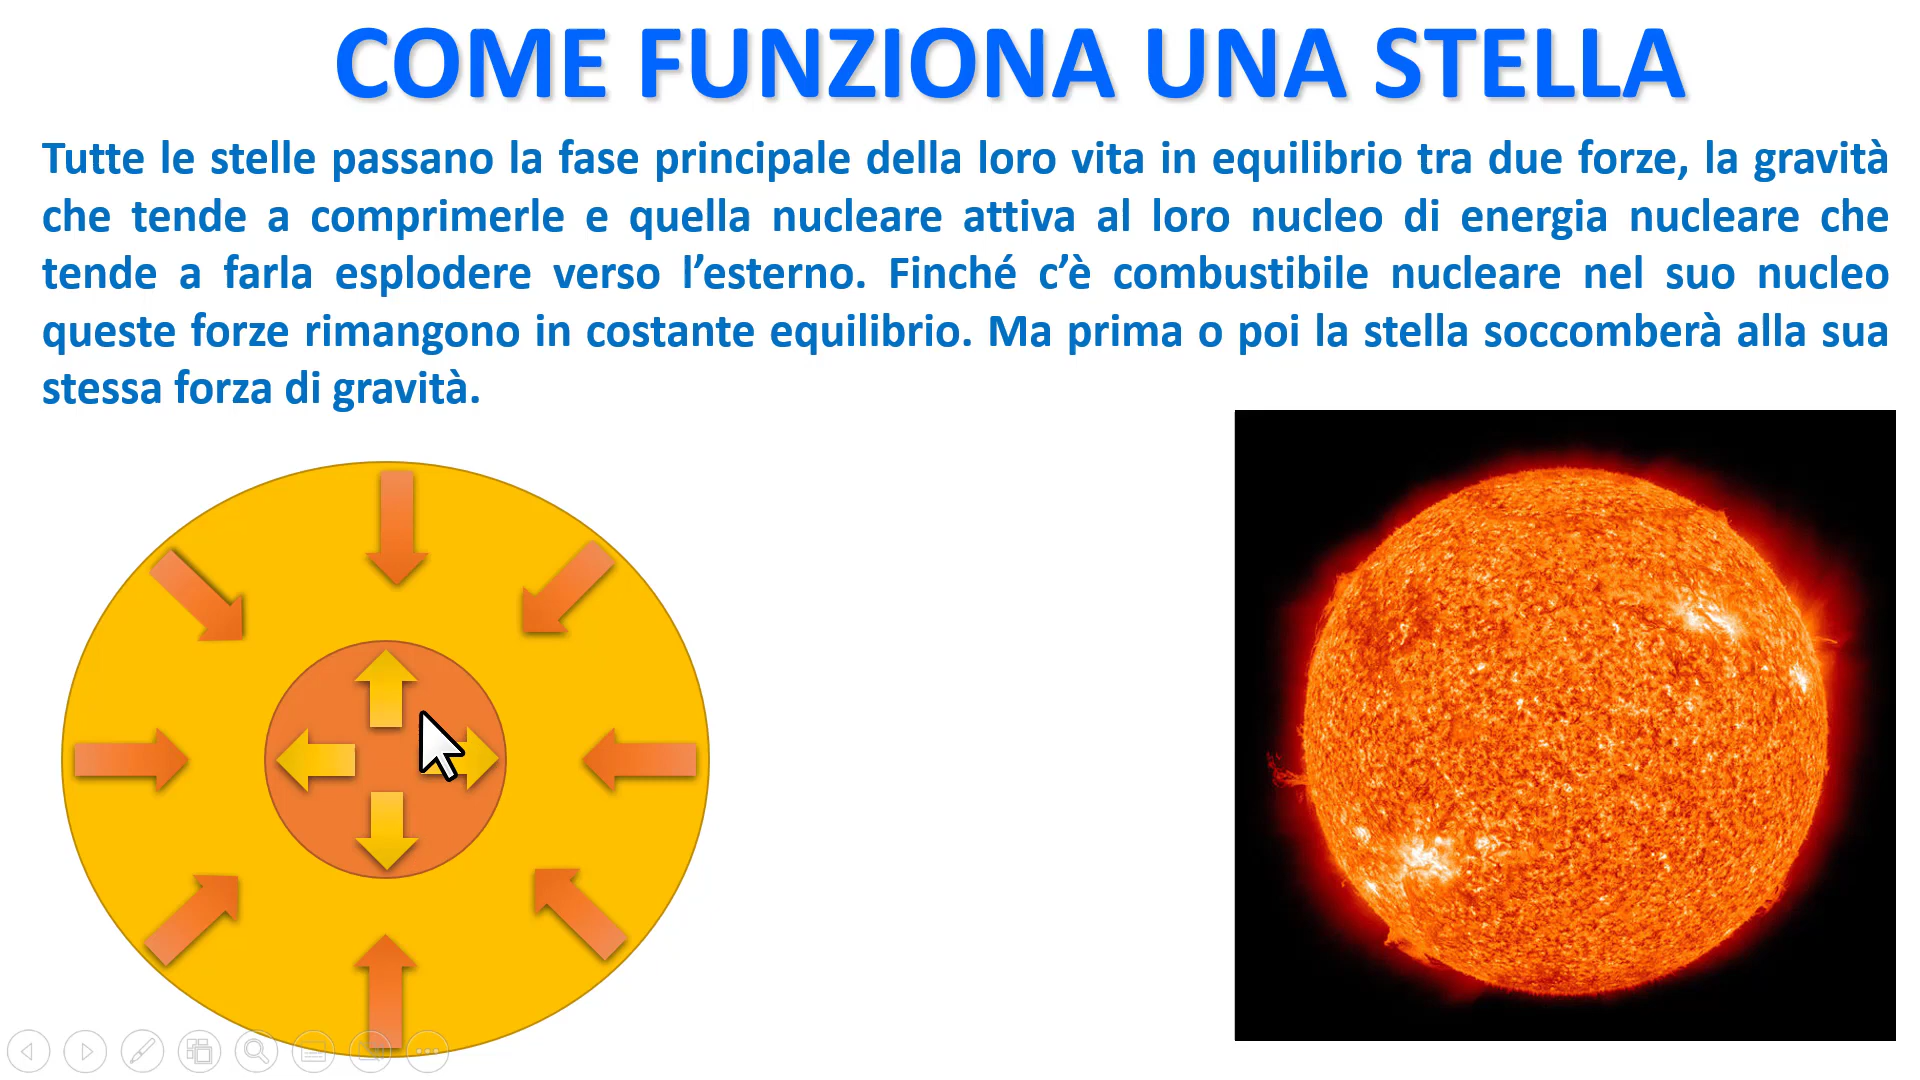 COME FUNZIONA UNA STELLA
Tutte le stelle passano la fase principale della loro vita in equilibrio tra due forze, la gravità
che tende a comprimerle e quella nucleare attiva al loro nucleo di energia nucleare che
tende a farla esplodere verso l’esterno. Finché c’è combustibile nucleare nel suo nucleo
queste forze rimangono in costante equilibrio. Ma prima o poi la stella soccomberà alla sua
stessa forza di gravità.